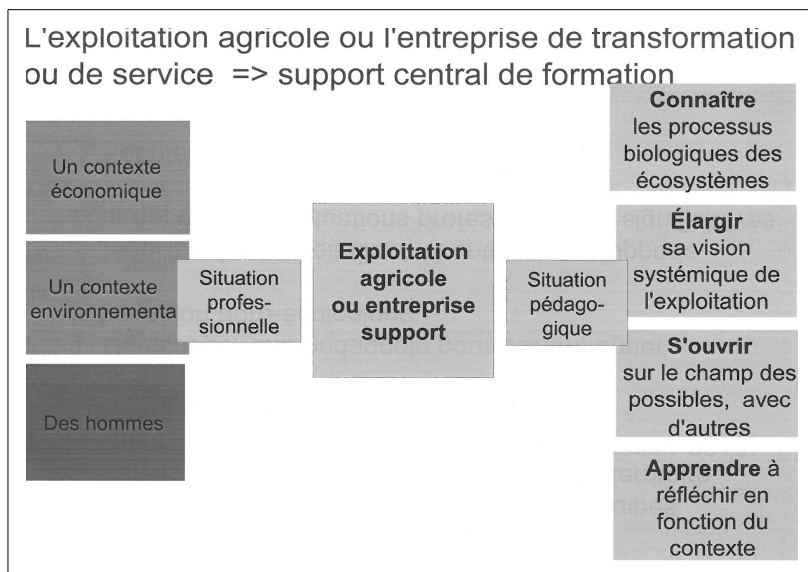 L'exploitation agricole ou l'entreprise de transformation
ou de service => support central de formation
Un contexte
économique
Un contexte
environnementa
Des hommes
Situation
profes-
sionnelle
Exploitation
agricole
ou entreprise
support
Situation
pédago-
gique
Connaître
les processus
biologiques des
écosystèmes
Élargir
sa vision
systémique de
l'exploitation
S'ouvrir
sur le champ des
possibles, avec
d'autres
Apprendre à
réfléchir en
fonction du
contexte